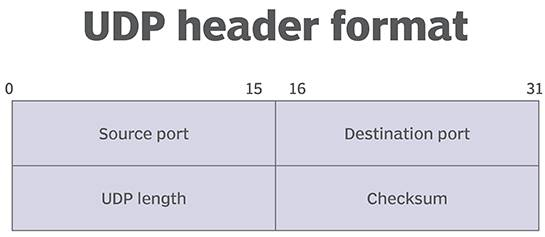 UDP header format
0 15 16 31
Source port Destination port
UDP length Checksum